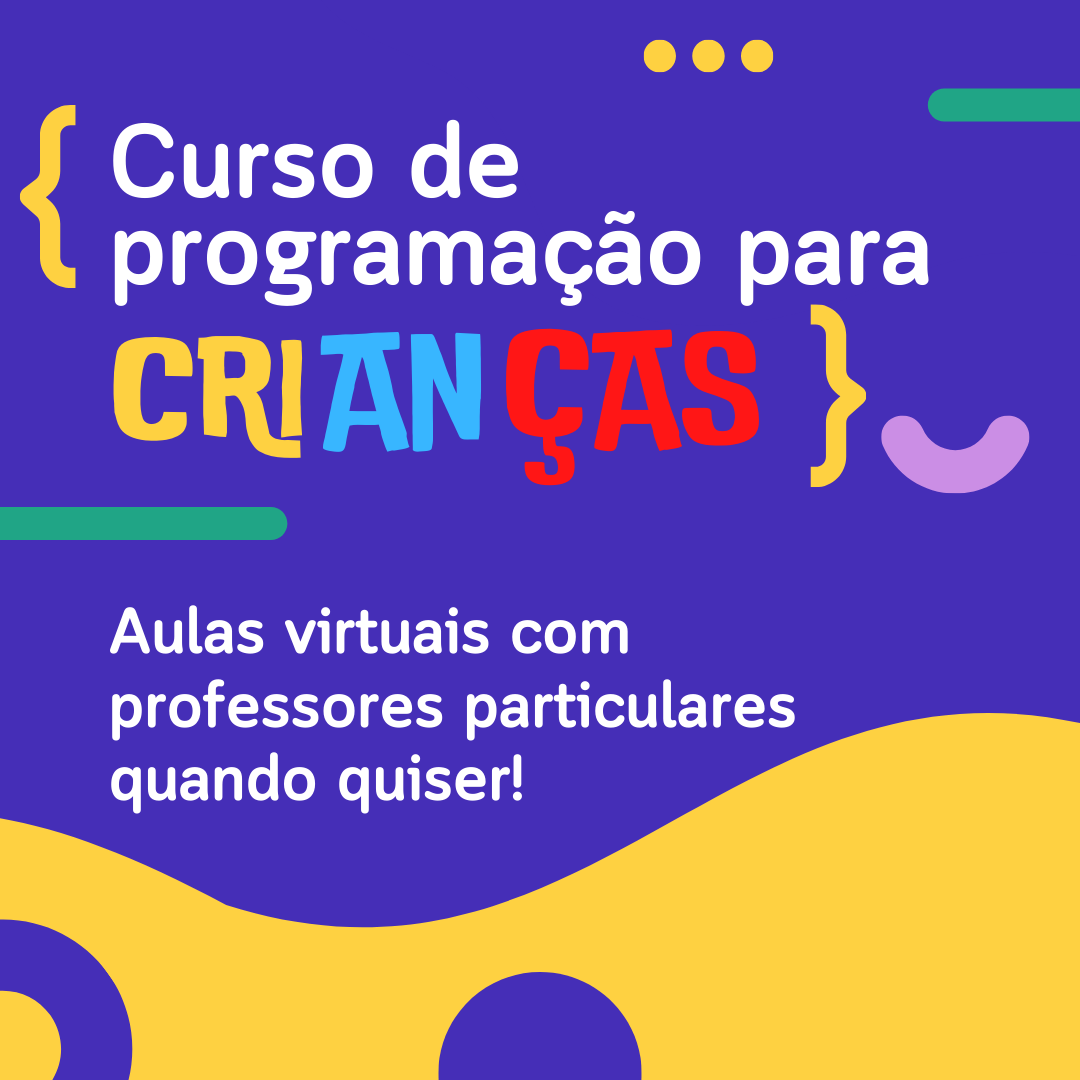 { Curso de
programação para
CRIANÇAS }
Aulas virtuais com
professores particulares
quando quiser!